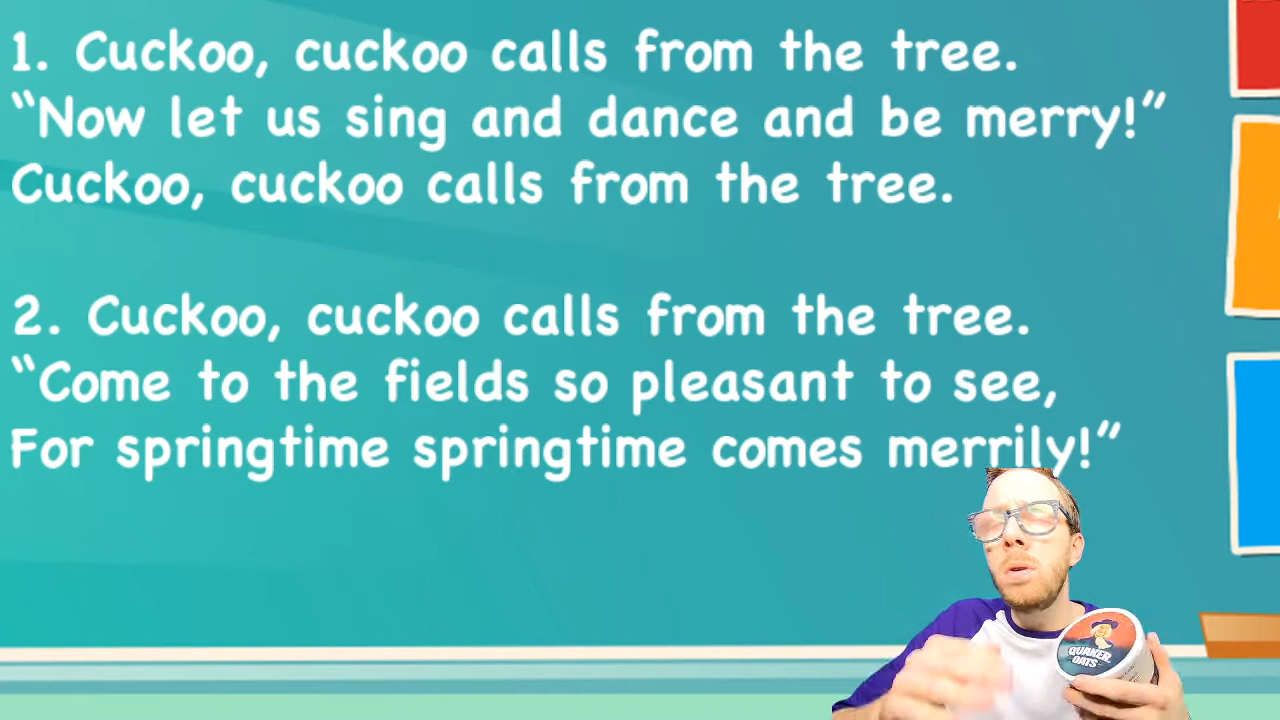 1. Cuckoo, cuckoo calls from the tree.
“Now let us sing and dance and be merry!”
Cuckoo, cuckoo calls from the tree.
2. Cuckoo, cuckoo calls from the tree.
“Come to the fields so pleasant to see,
For springtime springtime comes merrily!”
QUAKER
OATS